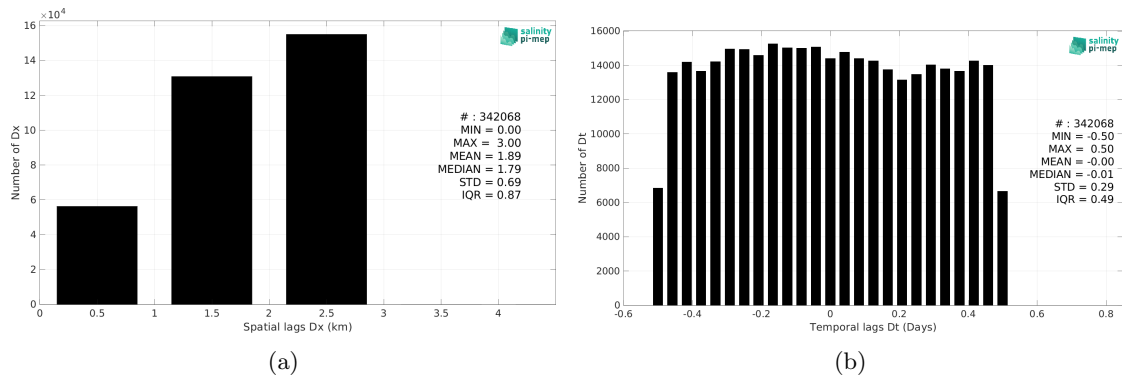 ×10⁴
16
14
12
10
8
6
4
2
0
Number of Dx
0 0.5 1 1.5 2 2.5 3 3.5 4
Spatial lags Dx (km)
salinity
pi-mep
# : 342068
MIN = 0.00
MAX = 3.00
MEAN = 1.89
MEDIAN = 1.79
STD = 0.69
IQR = 0.87
(a)
16000
14000
12000
10000
8000
6000
4000
2000
0
Number of Dt
-0.6 -0.4 -0.2 0 0.2 0.4 0.6 0.8
Temporal lags Dt (Days)
salinity
pi-mep
# : 342068
MIN = -0.50
MAX = 0.50
MEAN = -0.00
MEDIAN = -0.01
STD = 0.29
IQR = 0.49
(b)